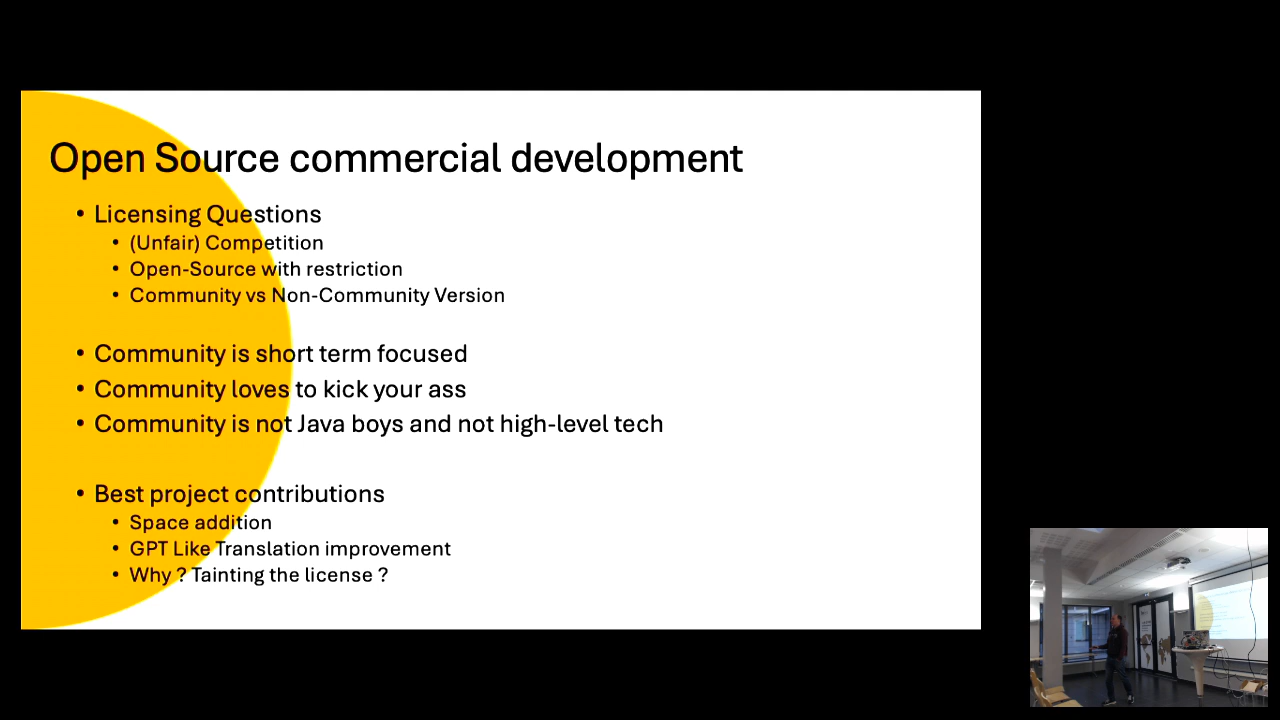 Open Source commercial development
• Licensing Questions
• (Unfair) Competition
• Open-Source with restriction
• Community vs Non-Community Version
• Community is short term focused
• Community loves to kick your ass
• Community is not Java boys and not high-level tech
• Best project contributions
• Space addition
• GPT Like Translation improvement
• Why ? Tainting the license ?